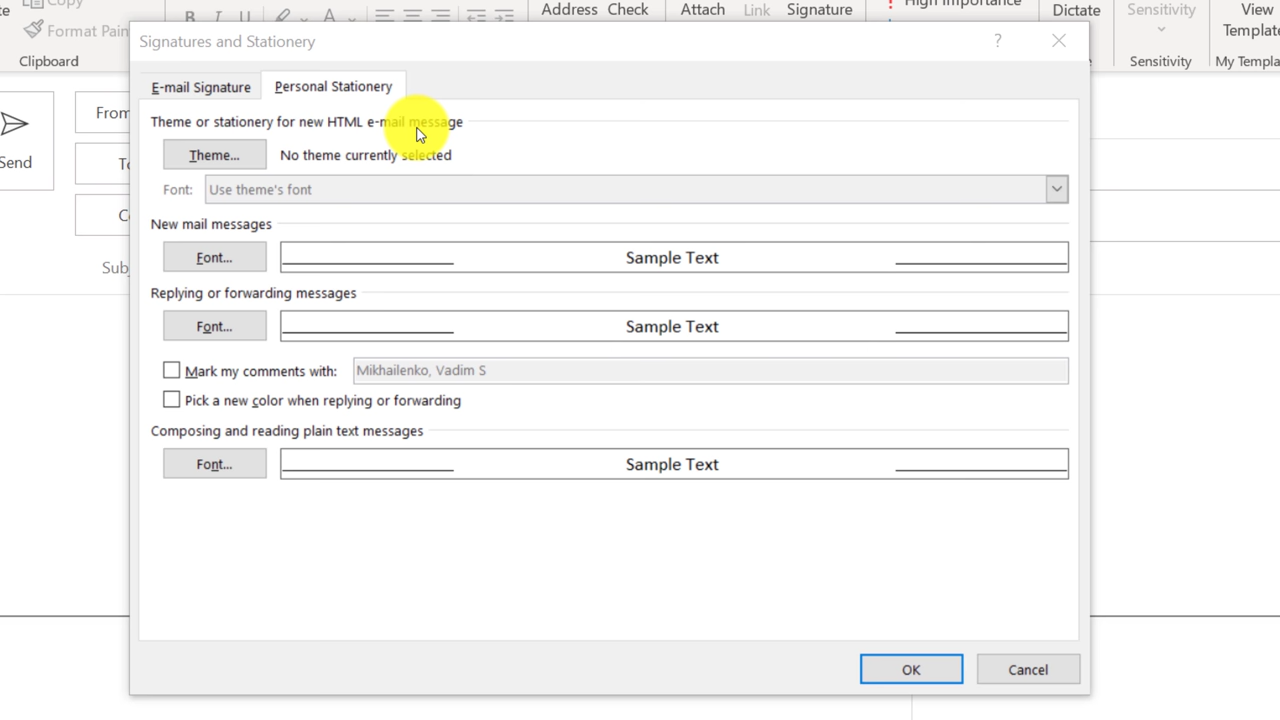 Copy
Format Pain
Clipboard
B I U A
Address Check
Attach Link Signature
High Importance
Dictate
Sensitivity
Sensitivity
View
Template
My Templa
Signatures and Stationery
E-mail Signature
Personal Stationery
From
Send
To
C
Subj
Theme or stationery for new HTML e-mail message
Theme... No theme currently selected
Font: Use theme's font
New mail messages
Font... Sample Text
Replying or forwarding messages
Font... Sample Text
Mark my comments with: Mikhailenko, Vadim S
Pick a new color when replying or forwarding
Composing and reading plain text messages
Font... Sample Text
OK Cancel